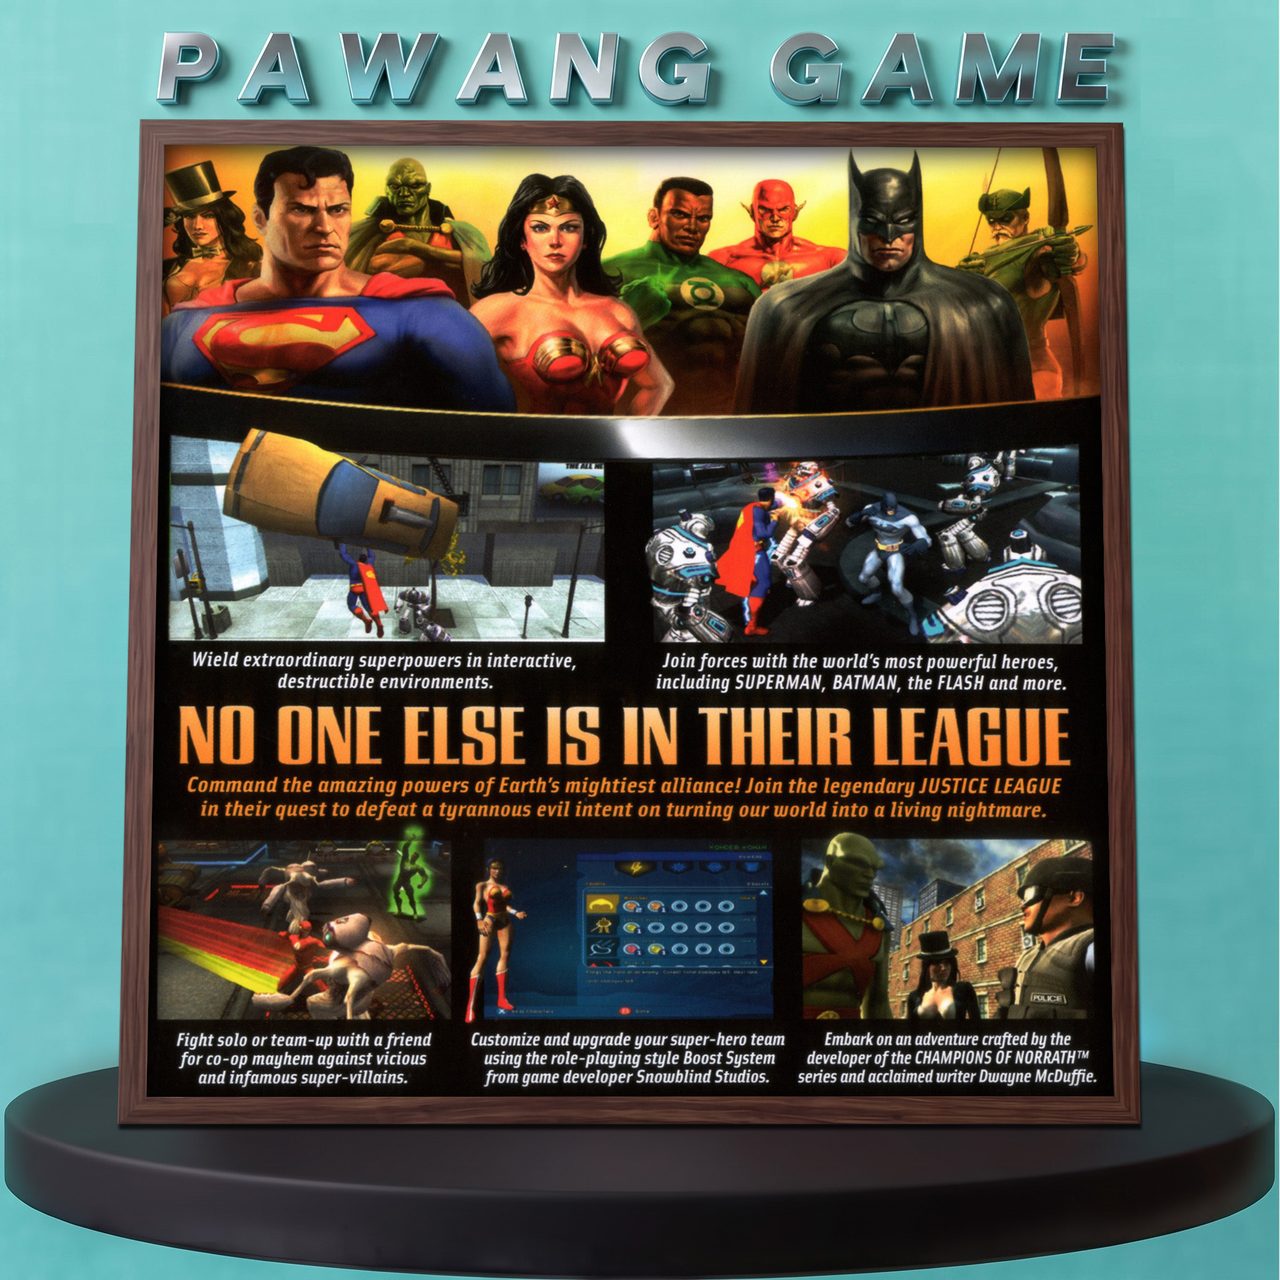 PAWANG GAME
THE ALL
Wield extraordinary superpowers in interactive,
destructible environments.
Join forces with the world's most powerful heroes,
including SUPERMAN, BATMAN, the FLASH and more.
NO ONE ELSE IS IN THEIR LEAGUE
Command the amazing powers of Earth's mightiest alliance! Join the legendary JUSTICE LEAGUE
in their quest to defeat a tyrannous evil intent on turning our world into a living nightmare.
WONDER WOMAN
POLICE
Fight solo or team-up with a friend
for co-op mayhem against vicious
and infamous super-villains.
Customize and upgrade your super-hero team
using the role-playing style Boost System
from game developer Snowblind Studios.
Embark on an adventure crafted by the
developer of the CHAMPIONS OF NORRATH™
series and acclaimed writer Dwayne McDuffie.